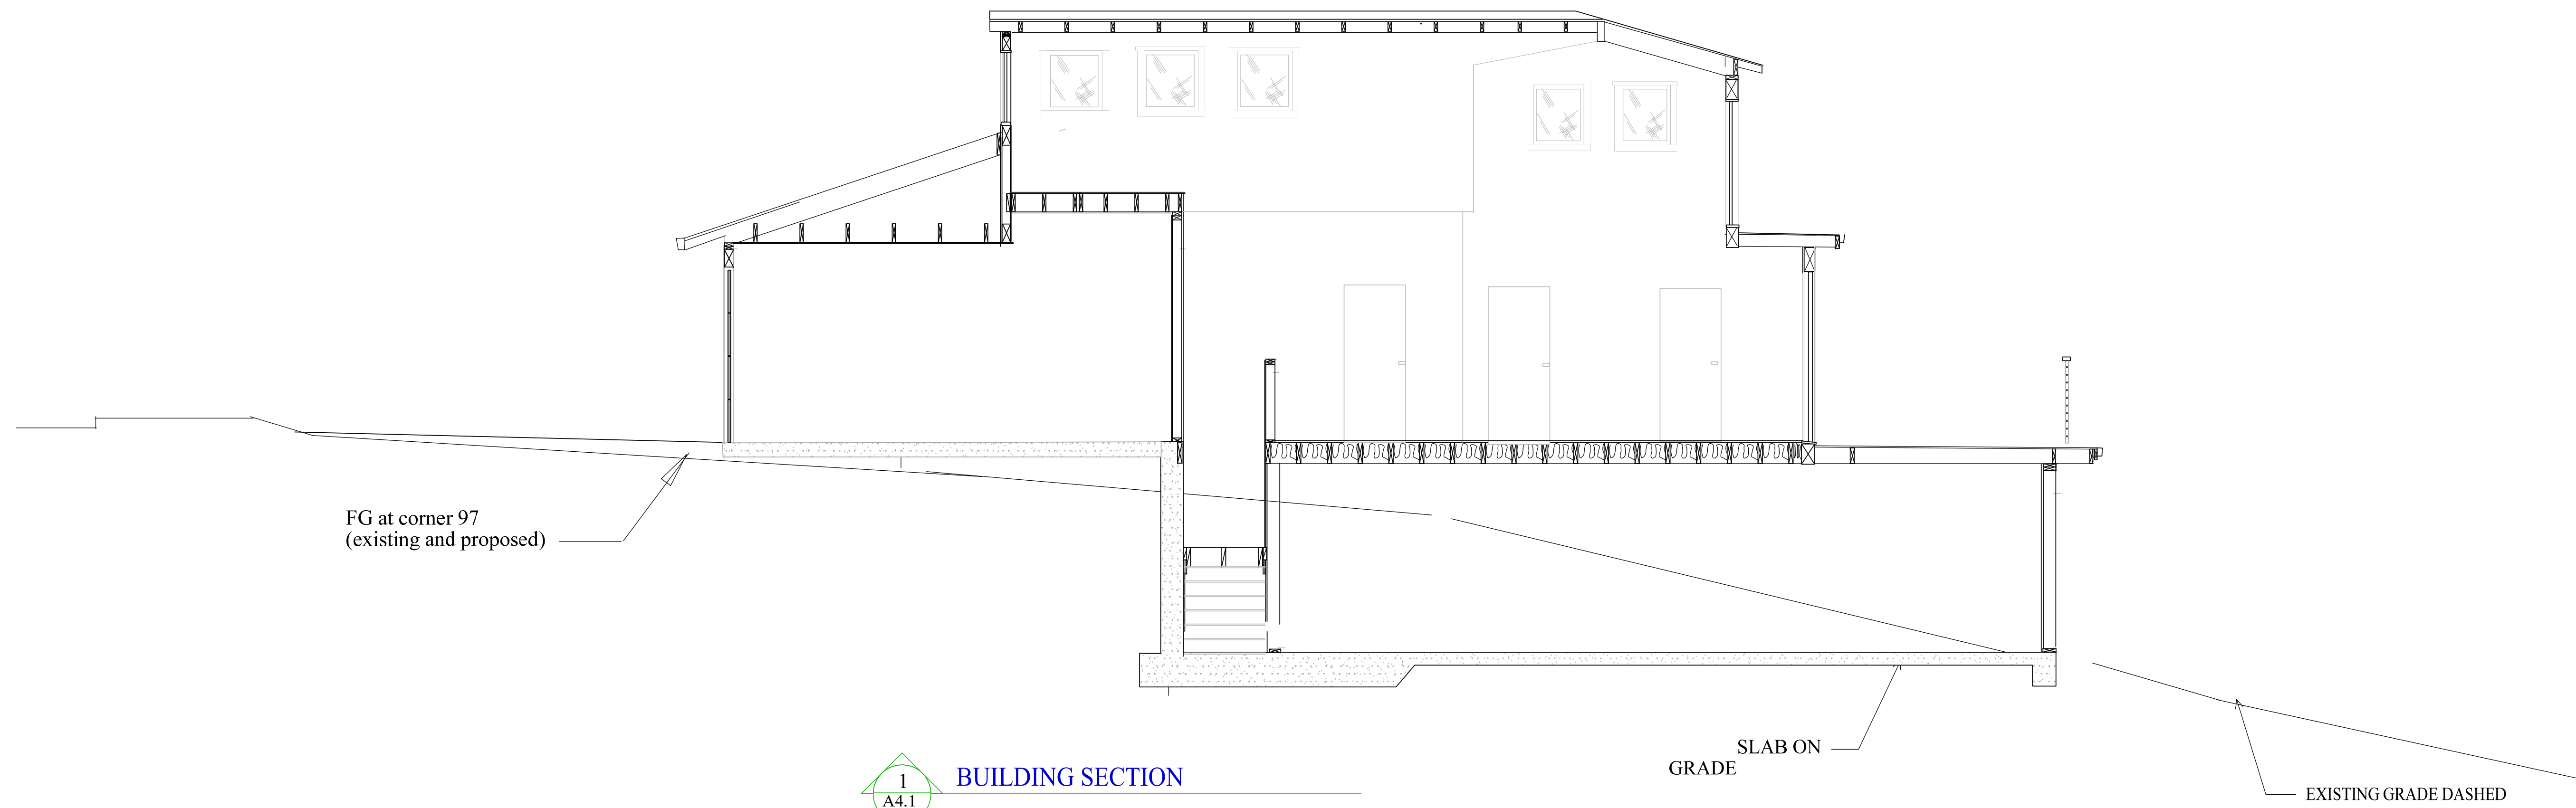 FG at corner 97
(existing and proposed)
SLAB ON
GRADE
1
A4.1
BUILDING SECTION
EXISTING GRADE DASHED